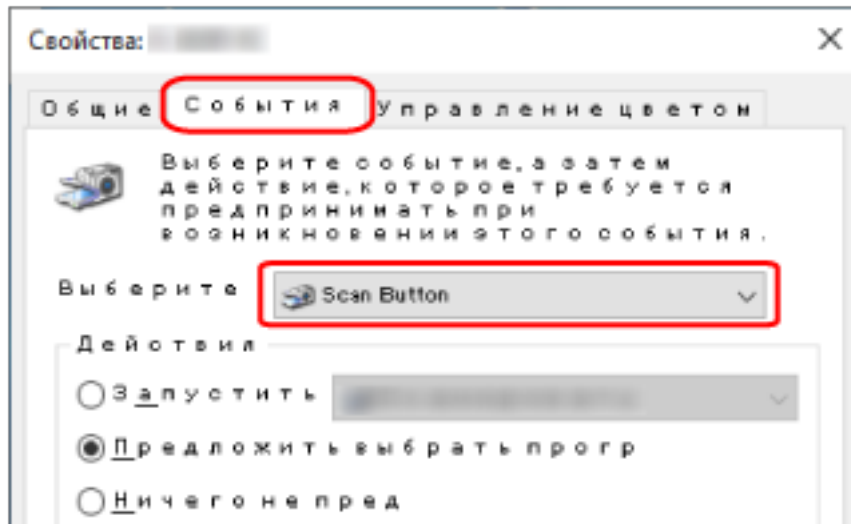 Свойства:
Общие События Управление цветом
Выберите событие, а затем
действие, которое требуется
предпринимать при
возникновении этого события.
Выберите Scan Button
Действия
Запустить
Предложить выбрать прогр
Ничего не пред